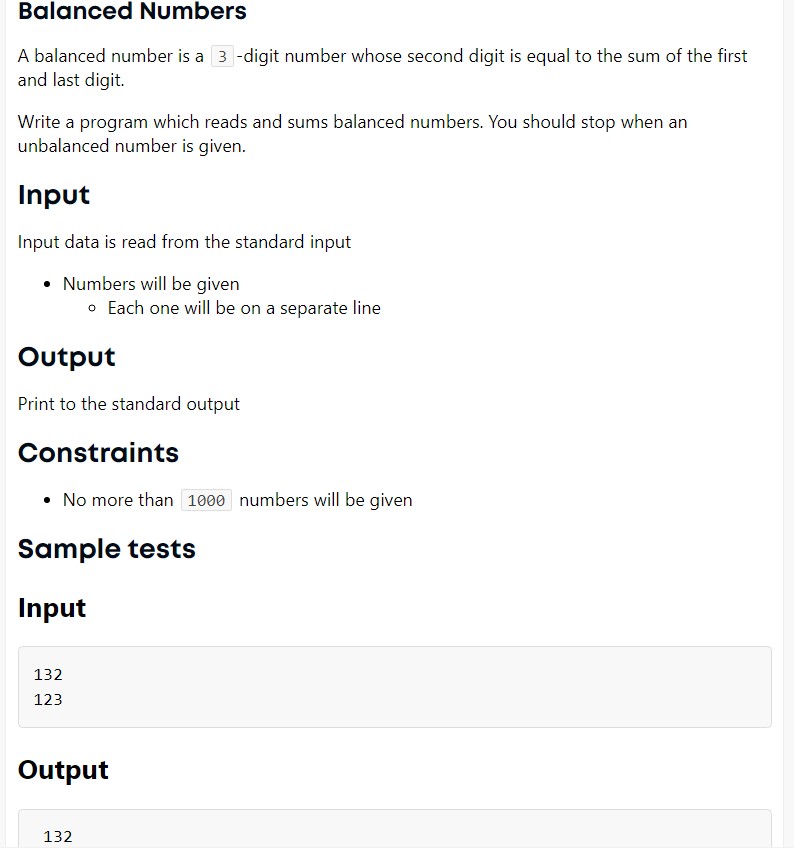 Balanced Numbers
A balanced number is a 3 -digit number whose second digit is equal to the sum of the first
and last digit.
Write a program which reads and sums balanced numbers. You should stop when an
unbalanced number is given.
Input
Input data is read from the standard input
• Numbers will be given
◦ Each one will be on a separate line
Output
Print to the standard output
Constraints
• No more than 1000 numbers will be given
Sample tests
Input
132
123
Output
132